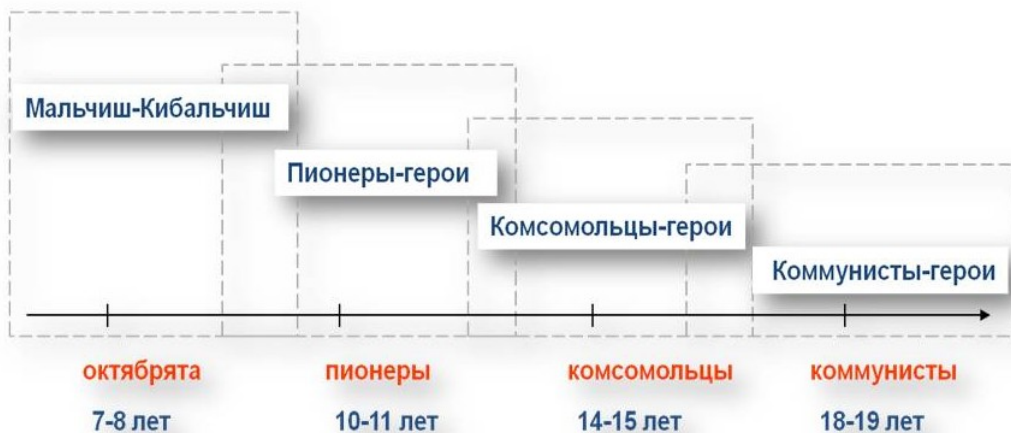 Мальчиш-Кибальчиш
Пионеры-герои
Комсомольцы-герои
Коммунисты-герои
октябрята пионеры комсомольцы коммунисты
7-8 лет 10-11 лет 14-15 лет 18-19 лет